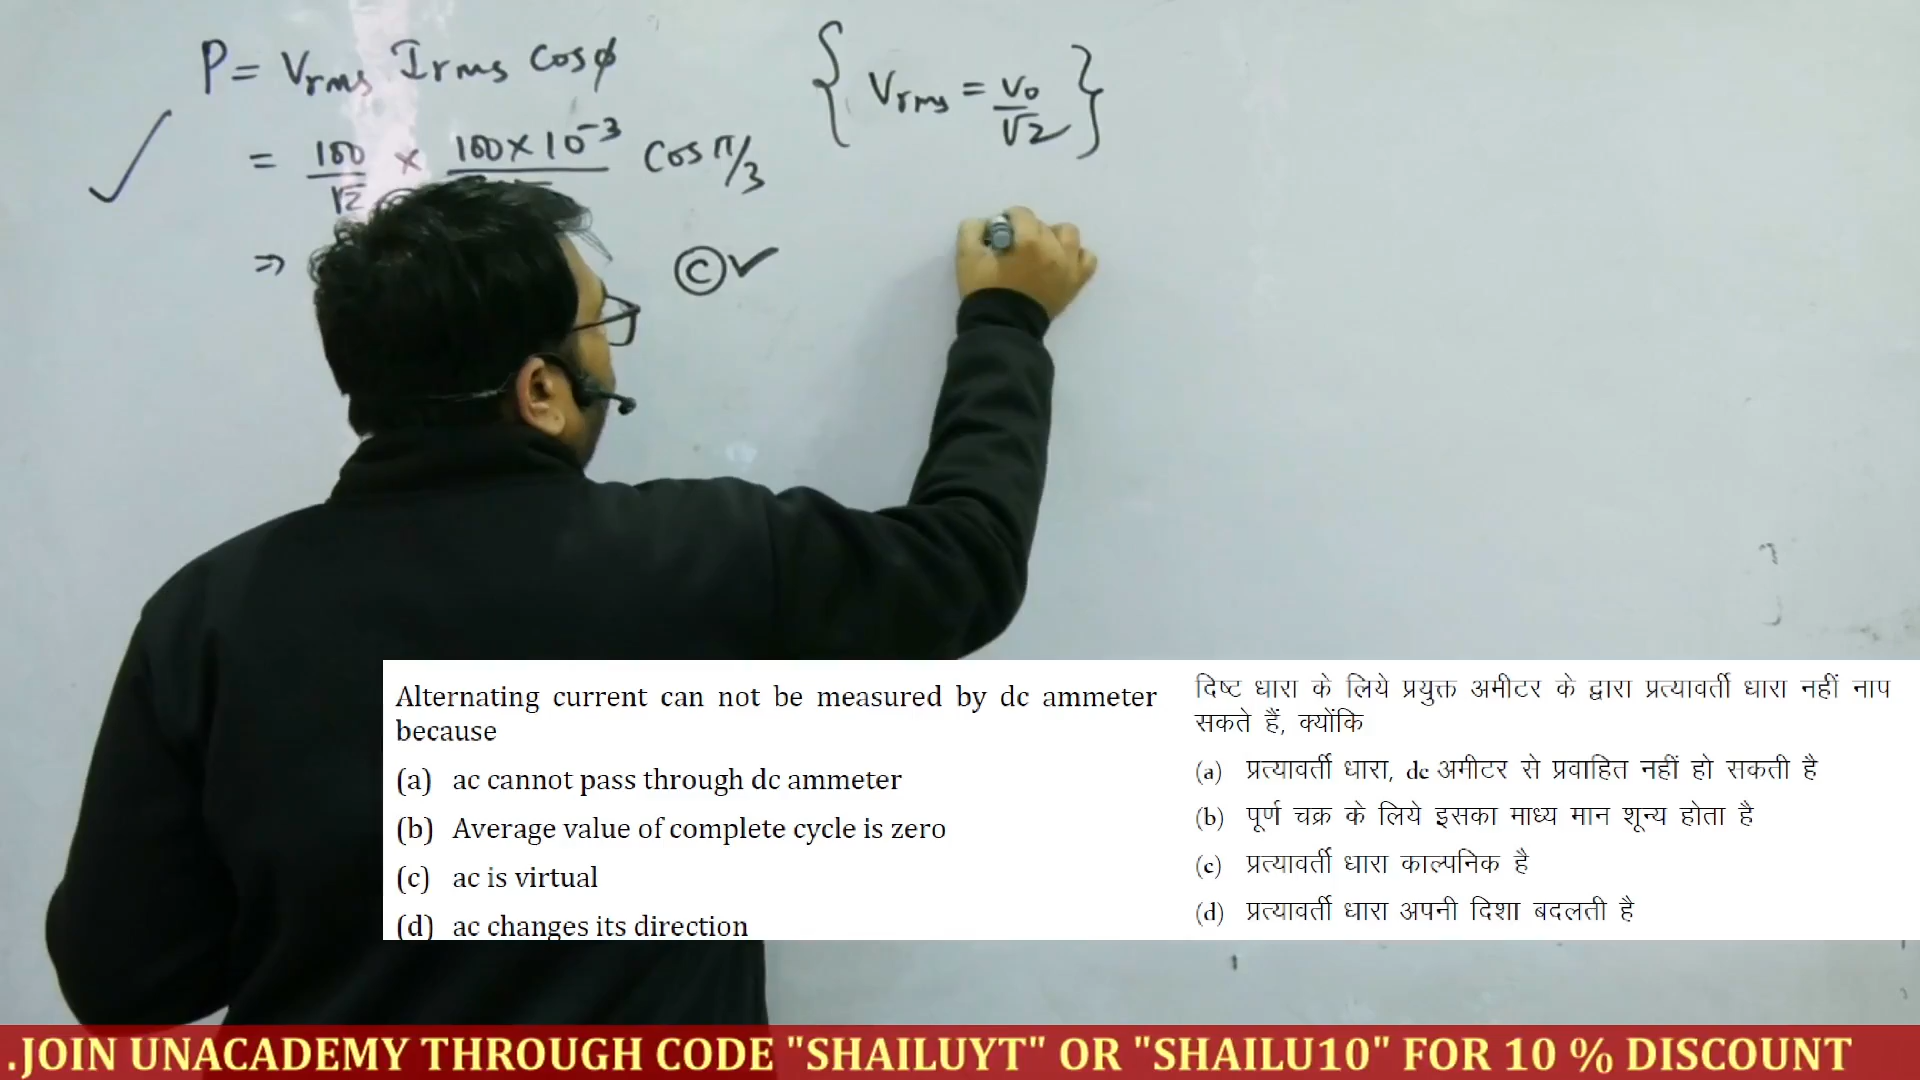 P = Vrms Irms Cosφ
{ Vrms = V0/√2 }
= 100/√2 × 100×10⁻³ Cos π/3
⇒ ⓒ✓
Alternating current can not be measured by dc ammeter
because
(a) ac cannot pass through dc ammeter
(b) Average value of complete cycle is zero
(c) ac is virtual
(d) ac changes its direction
दिष्ट धारा के लिये प्रयुक्त अमीटर के द्वारा प्रत्यावर्ती धारा नहीं नाप
सकते हैं, क्योंकि
(a) प्रत्यावर्ती धारा, dc अमीटर से प्रवाहित नहीं हो सकती है
(b) पूर्ण चक्र के लिये इसका माध्य मान शून्य होता है
(c) प्रत्यावर्ती धारा काल्पनिक है
(d) प्रत्यावर्ती धारा अपनी दिशा बदलती है
.JOIN UNACADEMY THROUGH CODE "SHAILUYT" OR "SHAILU10" FOR 10 % DISCOUNT